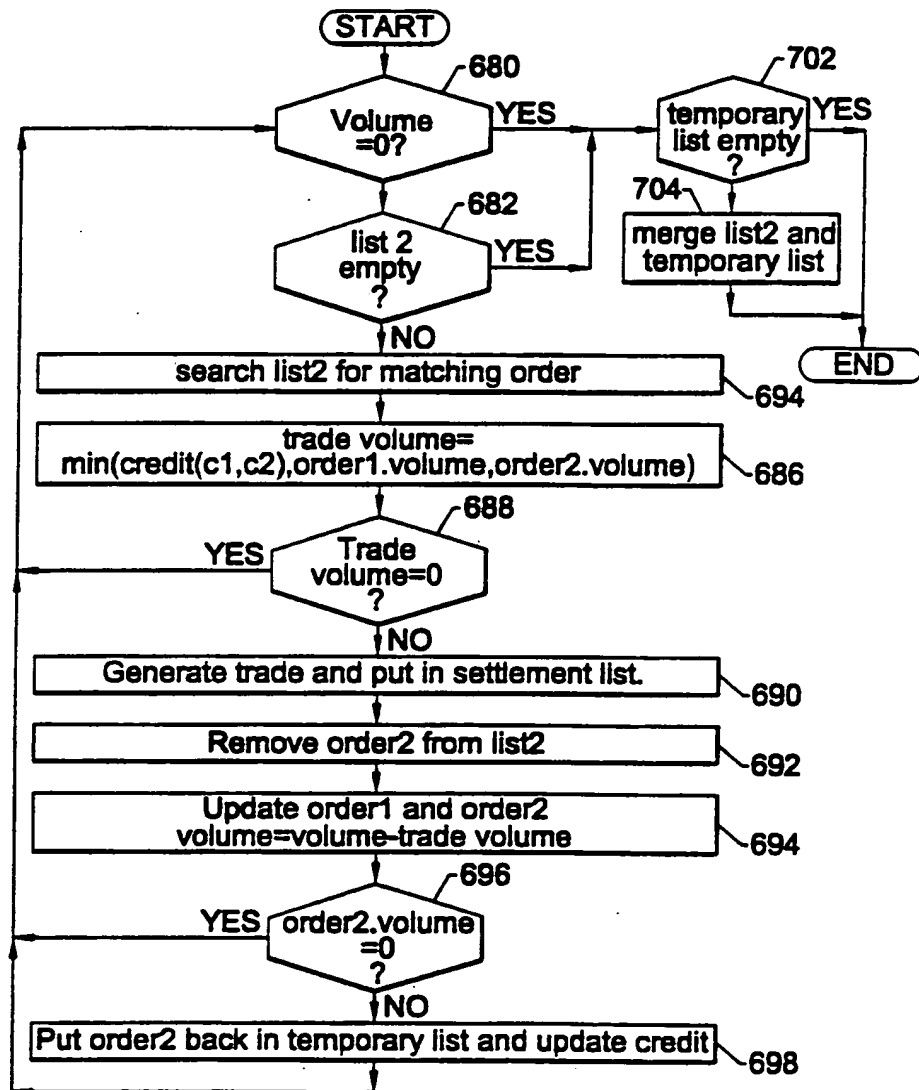 START
680
Volume
=0?
YES
702
temporary
list empty
?
YES
682
list 2
empty
?
YES
704
merge list2 and
temporary list
NO
END
search list2 for matching order
694
trade volume=
min(credit(c1,c2),order1.volume,order2.volume)
686
688
Trade
volume=0
?
YES
NO
Generate trade and put in settlement list.
690
Remove order2 from list2
692
Update order1 and order2
volume=volume-trade volume
694
696
order2.volume
=0
?
YES
NO
Put order2 back in temporary list and update credit
698